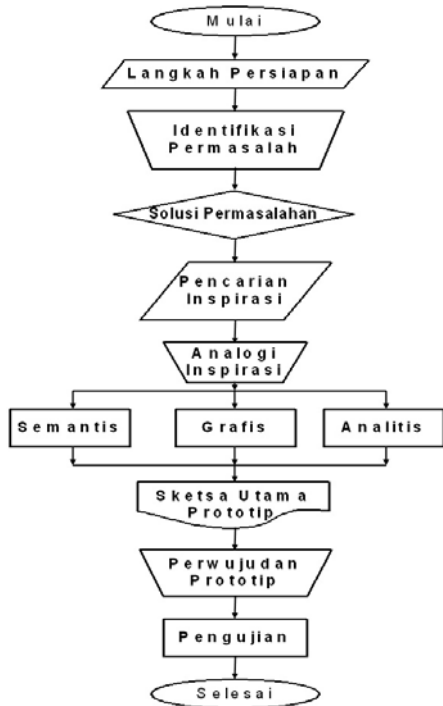 Mulai
Langkah Persiapan
Identifikasi
Permasalah
Solusi Permasalahan
Pencarian
Inspirasi
Analogi
Inspirasi
Semantis
Grafis
Analitis
Sketsa Utama
Prototip
Perwujudan
Prototip
Pengujian
Selesai